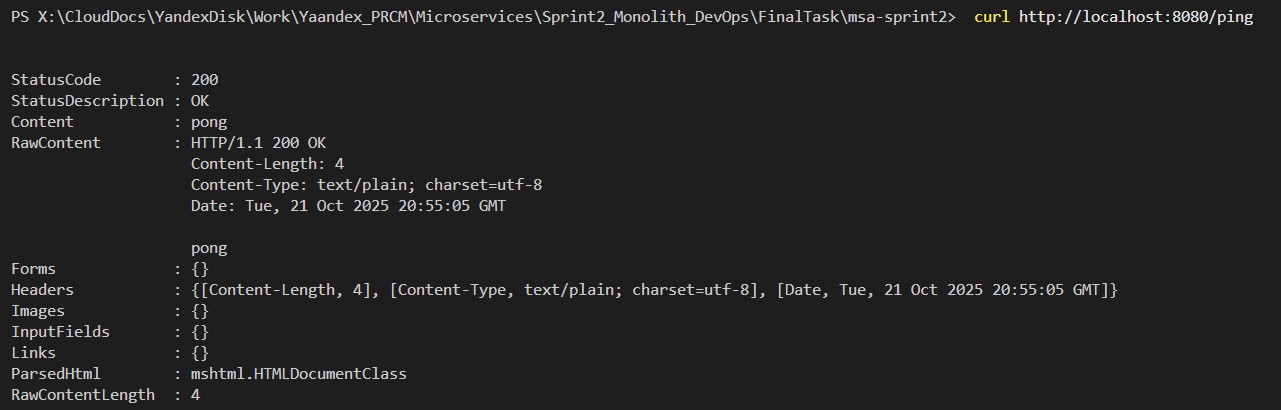 PS X:\CloudDocs\YandexDisk\Work\Yaandex_PRCM\Microservices\Sprint2_Monolith_DevOps\FinalTask\msa-sprint2>  curl http://localhost:8080/ping
StatusCode        : 200
StatusDescription : OK
Content           : pong
RawContent        : HTTP/1.1 200 OK
                    Content-Length: 4
                    Content-Type: text/plain; charset=utf-8
                    Date: Tue, 21 Oct 2025 20:55:05 GMT
                    pong
Forms             : {}
Headers           : {[Content-Length, 4], [Content-Type, text/plain; charset=utf-8], [Date, Tue, 21 Oct 2025 20:55:05 GMT]}
Images            : {}
InputFields       : {}
Links             : {}
ParsedHtml        : mshtml.HTMLDocumentClass
RawContentLength  : 4